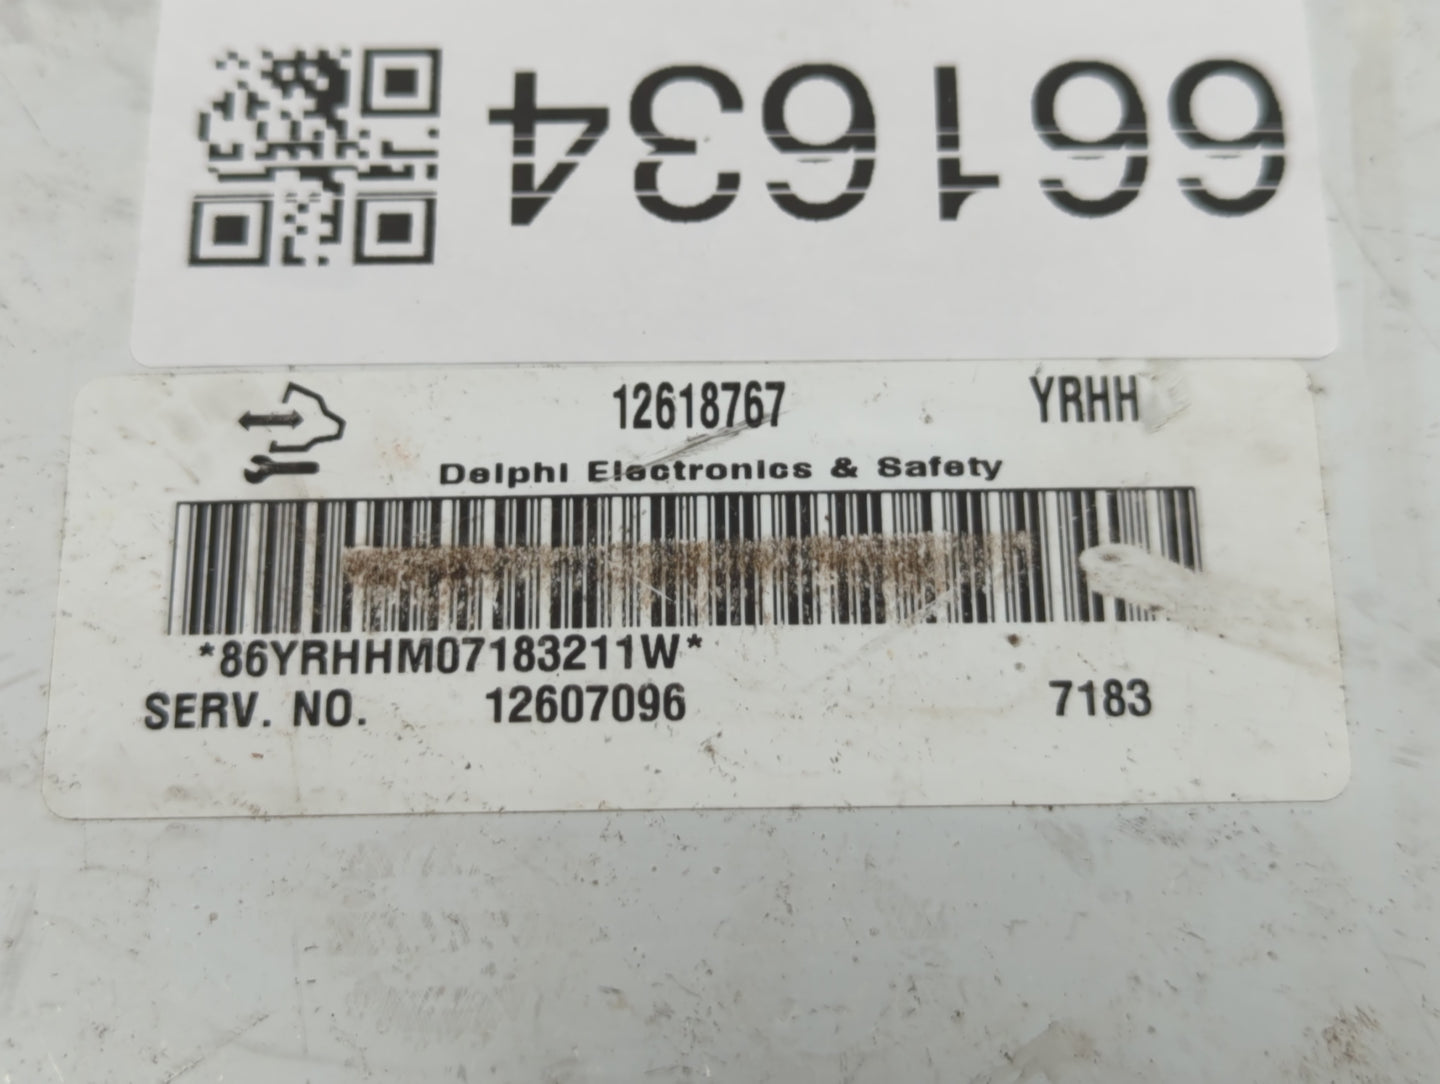 661634
12618767 YRHH
Delphi Electronics & Safety
*86YRHHM07183211W*
SERV. NO. 12607096 7183